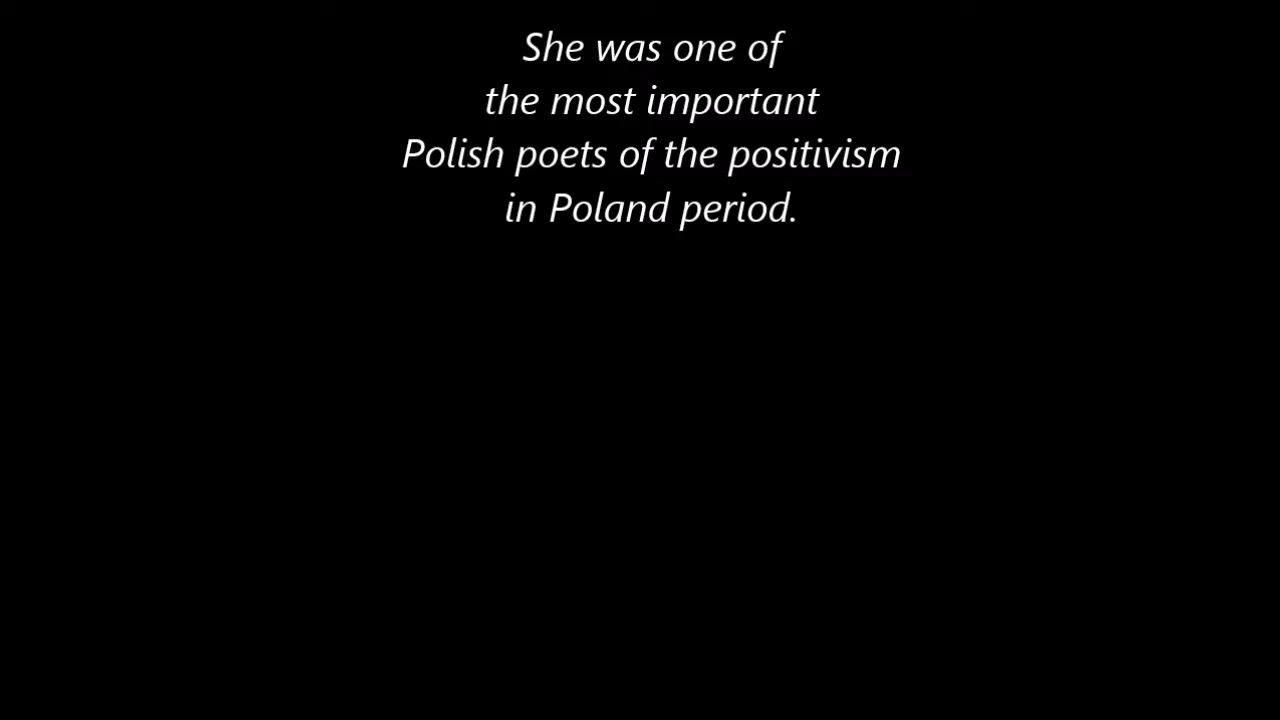 She was one of
the most important
Polish poets of the positivism
in Poland period.